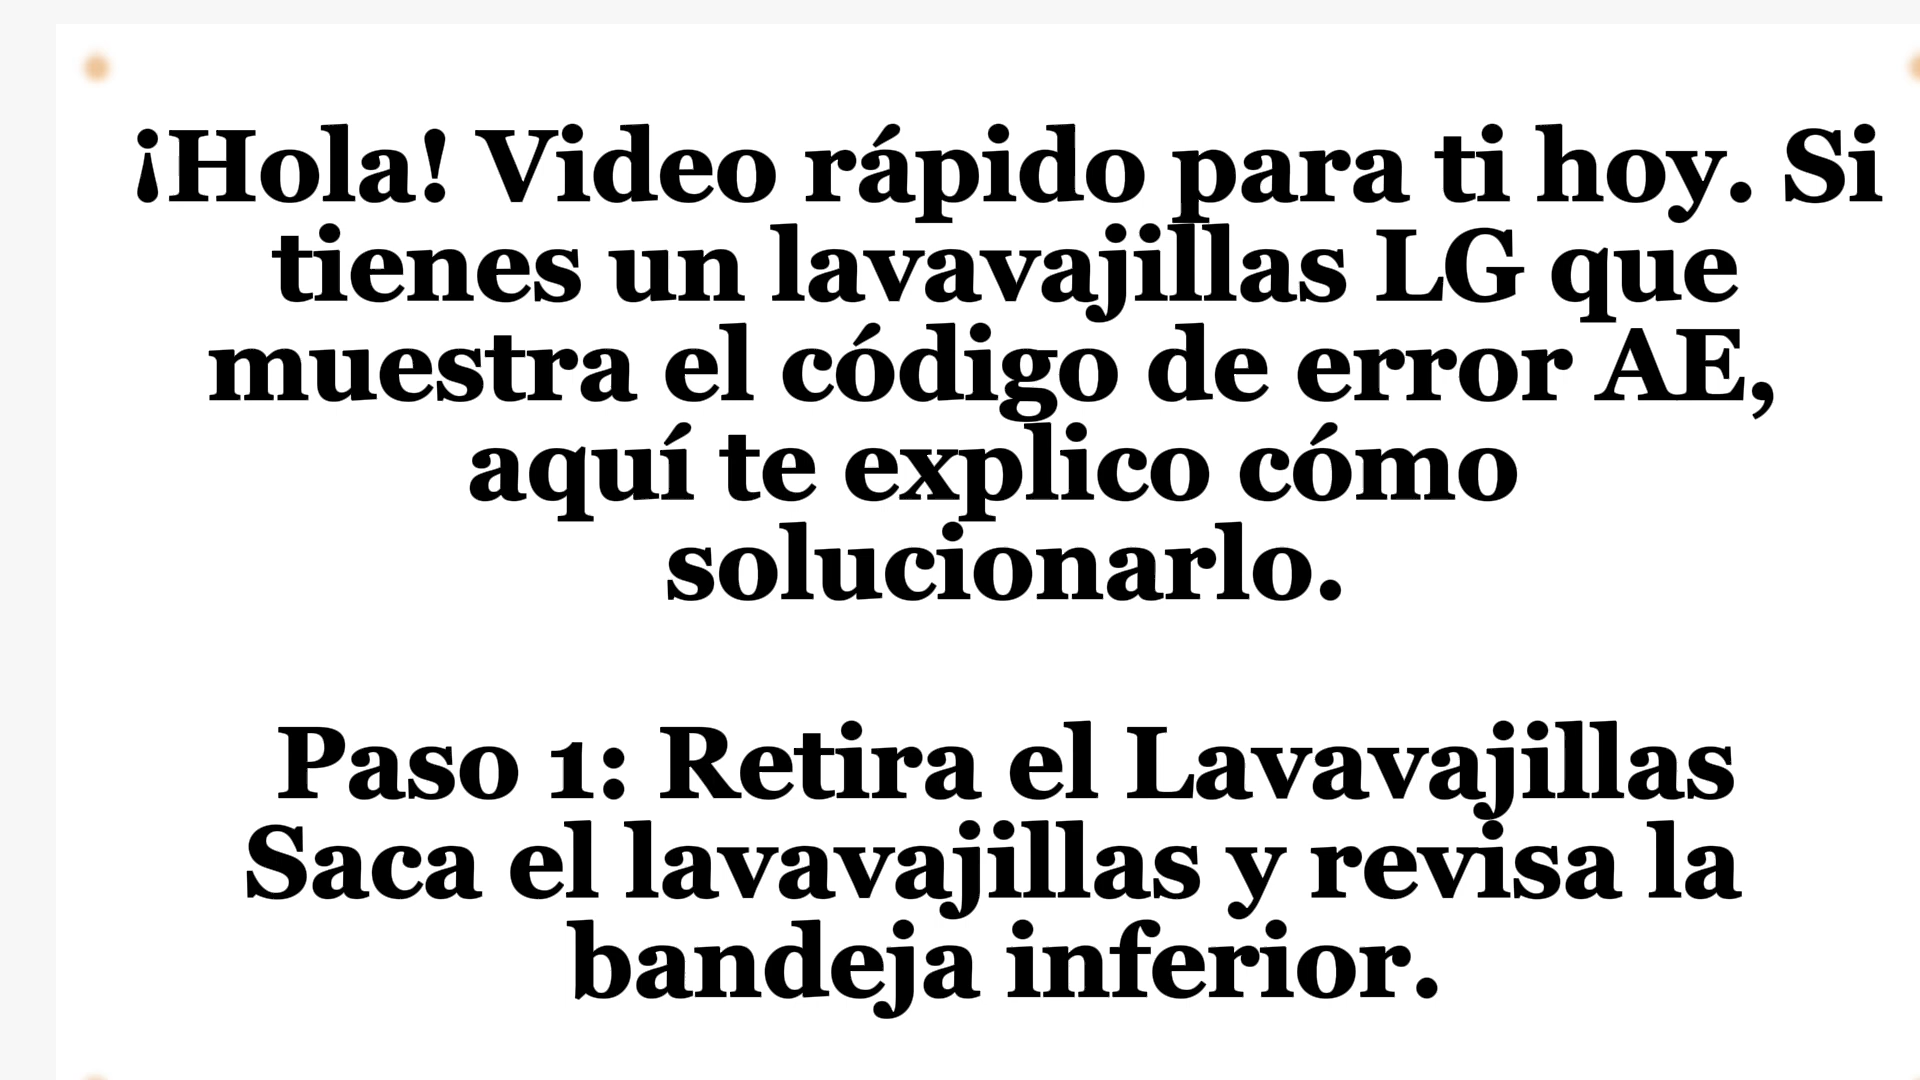 ¡Hola! Video rápido para ti hoy. Si
tienes un lavavajillas LG que
muestra el código de error AE,
aquí te explico cómo
solucionarlo.
Paso 1: Retira el Lavavajillas
Saca el lavavajillas y revisa la
bandeja inferior.